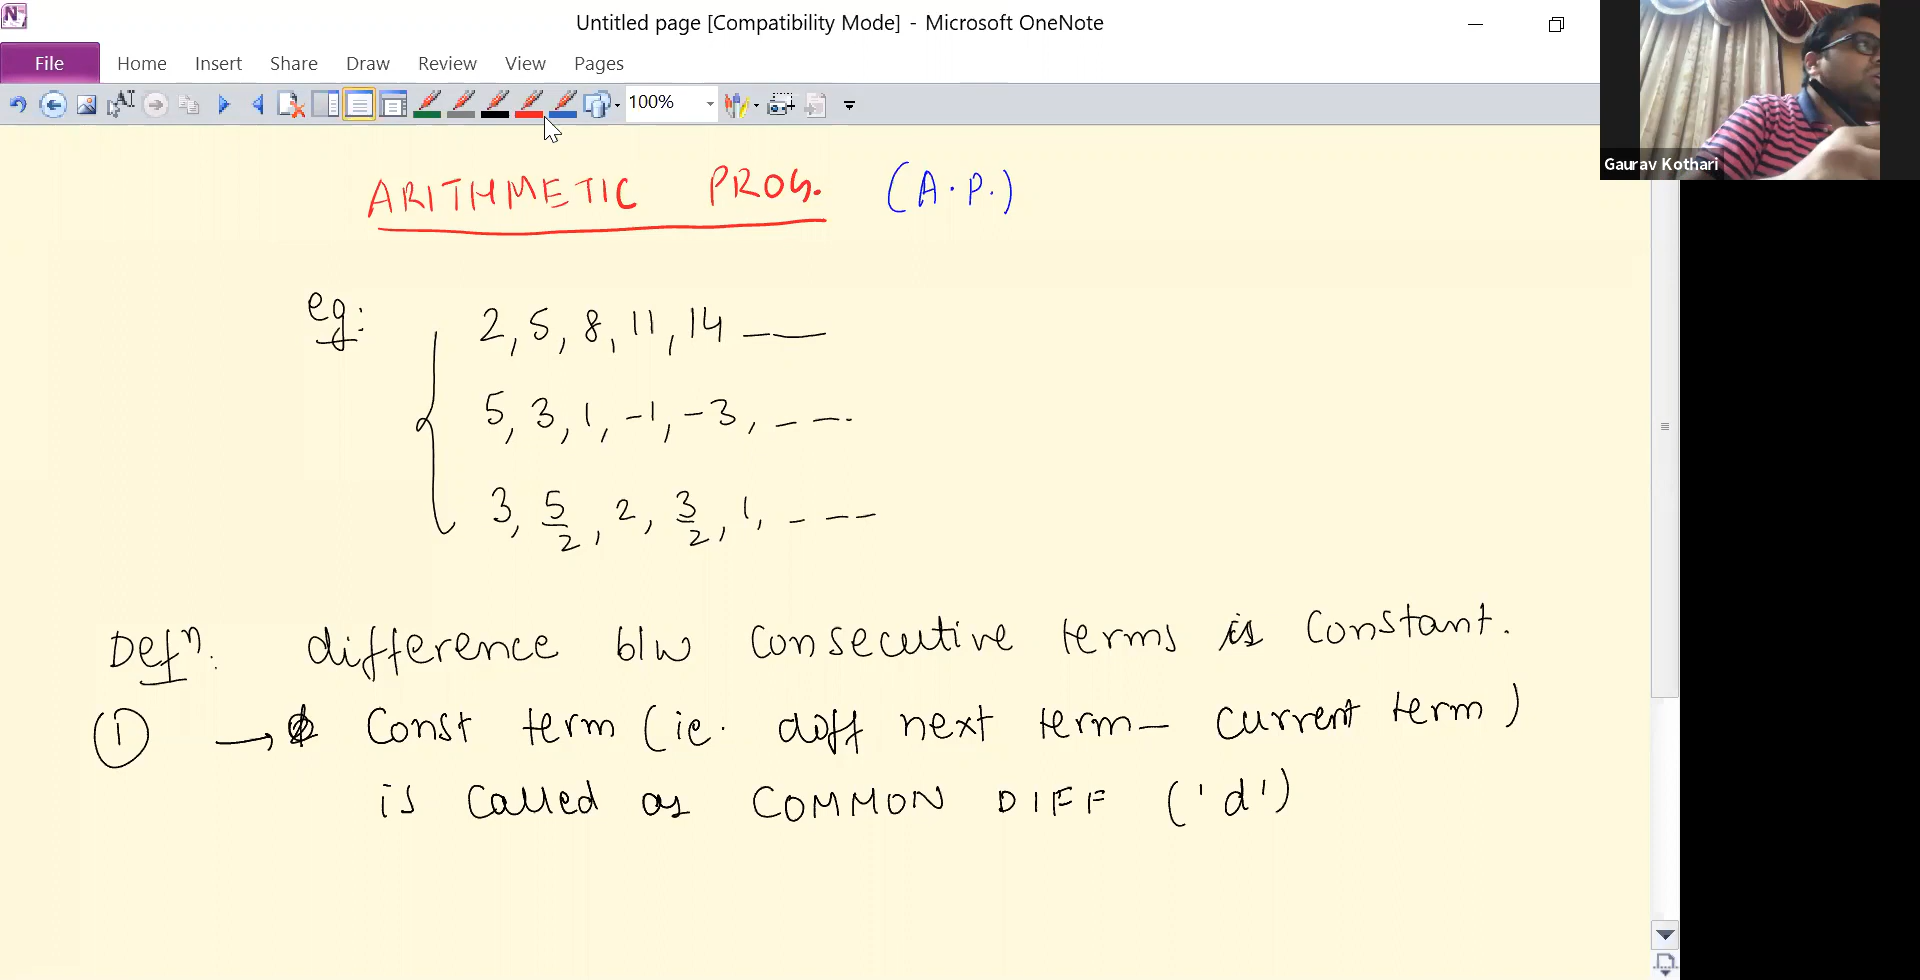 Untitled page [Compatibility Mode] - Microsoft OneNote
File Home Insert Share Draw Review View Pages
100%
Gaurav Kothari
ARITHMETIC PROG. (A.P.)
eg:
2, 5, 8, 11, 14 ___
5, 3, 1, -1, -3, _ _ _.
3, 5/2, 2, 3/2, 1, _ _ _
Defⁿ: difference b/w consecutive terms is constant.
① → Const term (ie. diff next term - current term)
is called as COMMON DIFF ('d')